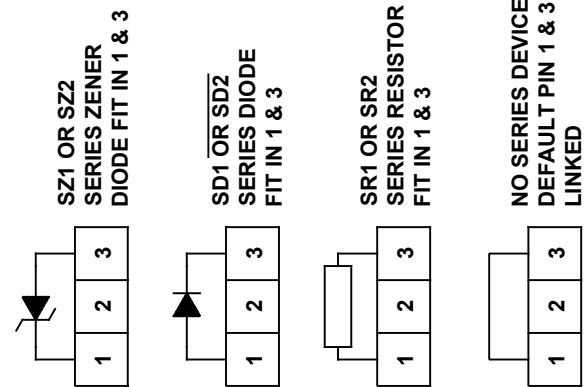 SZ1 OR SZ2
SERIES ZENER
DIODE FIT IN 1 & 3
1 2 3
SD1 OR SD2
SERIES DIODE
FIT IN 1 & 3
1 2 3
SR1 OR SR2
SERIES RESISTOR
FIT IN 1 & 3
1 2 3
NO SERIES DEVICE
DEFAULT PIN 1 & 3
LINKED
1 2 3